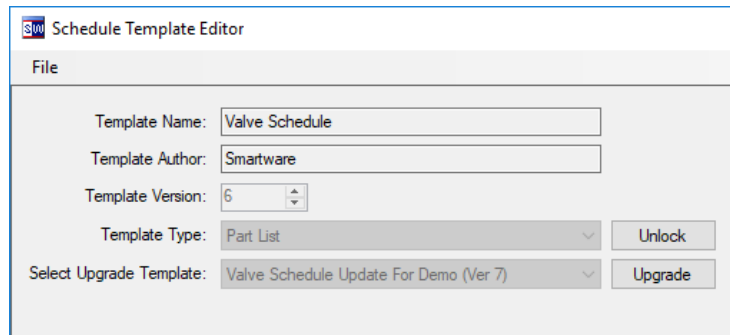 SW Schedule Template Editor
File
Template Name: Valve Schedule
Template Author: Smartware
Template Version: 6
Template Type: Part List Unlock
Select Upgrade Template: Valve Schedule Update For Demo (Ver 7) Upgrade